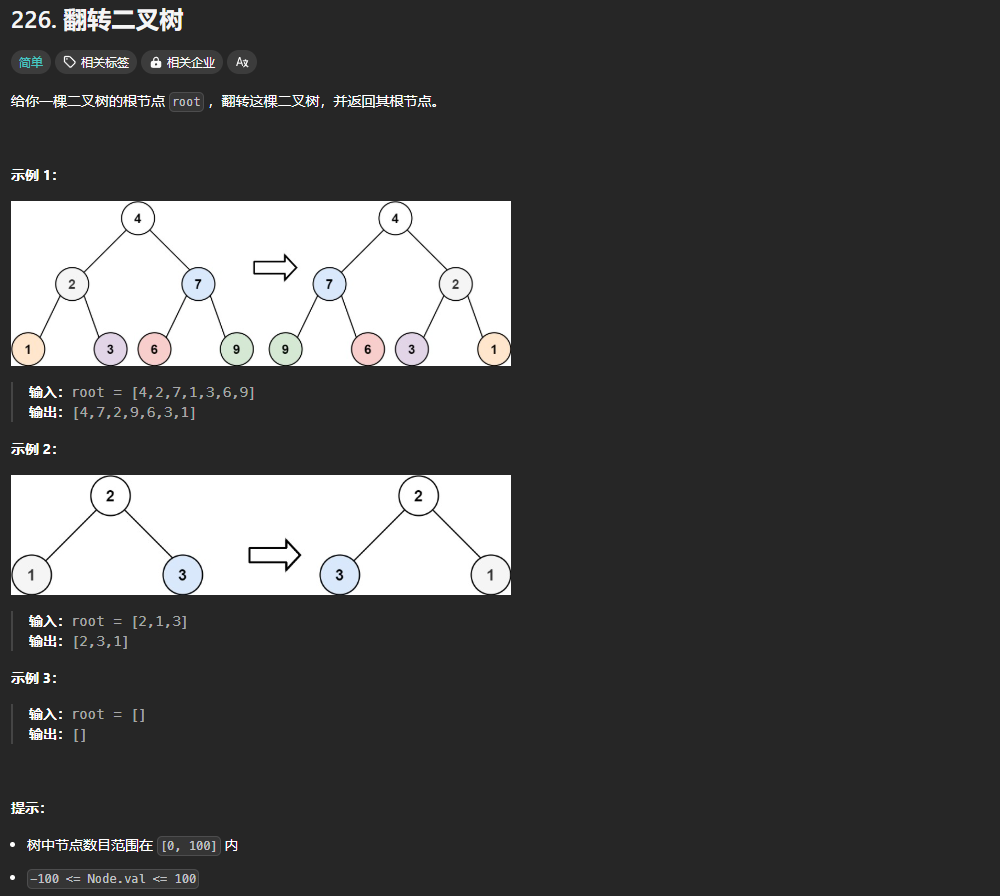 226. 翻转二叉树
简单 相关标签 相关企业 Aあ
给你一棵二叉树的根节点 root ，翻转这棵二叉树，并返回其根节点。
示例 1：
4 4
2 7 7 2
1 3 6 9 9 6 3 1
输入：root = [4,2,7,1,3,6,9]
输出：[4,7,2,9,6,3,1]
示例 2：
2 2
1 3 3 1
输入：root = [2,1,3]
输出：[2,3,1]
示例 3：
输入：root = []
输出：[]
提示：
树中节点数目范围在 [0, 100] 内
-100 <= Node.val <= 100